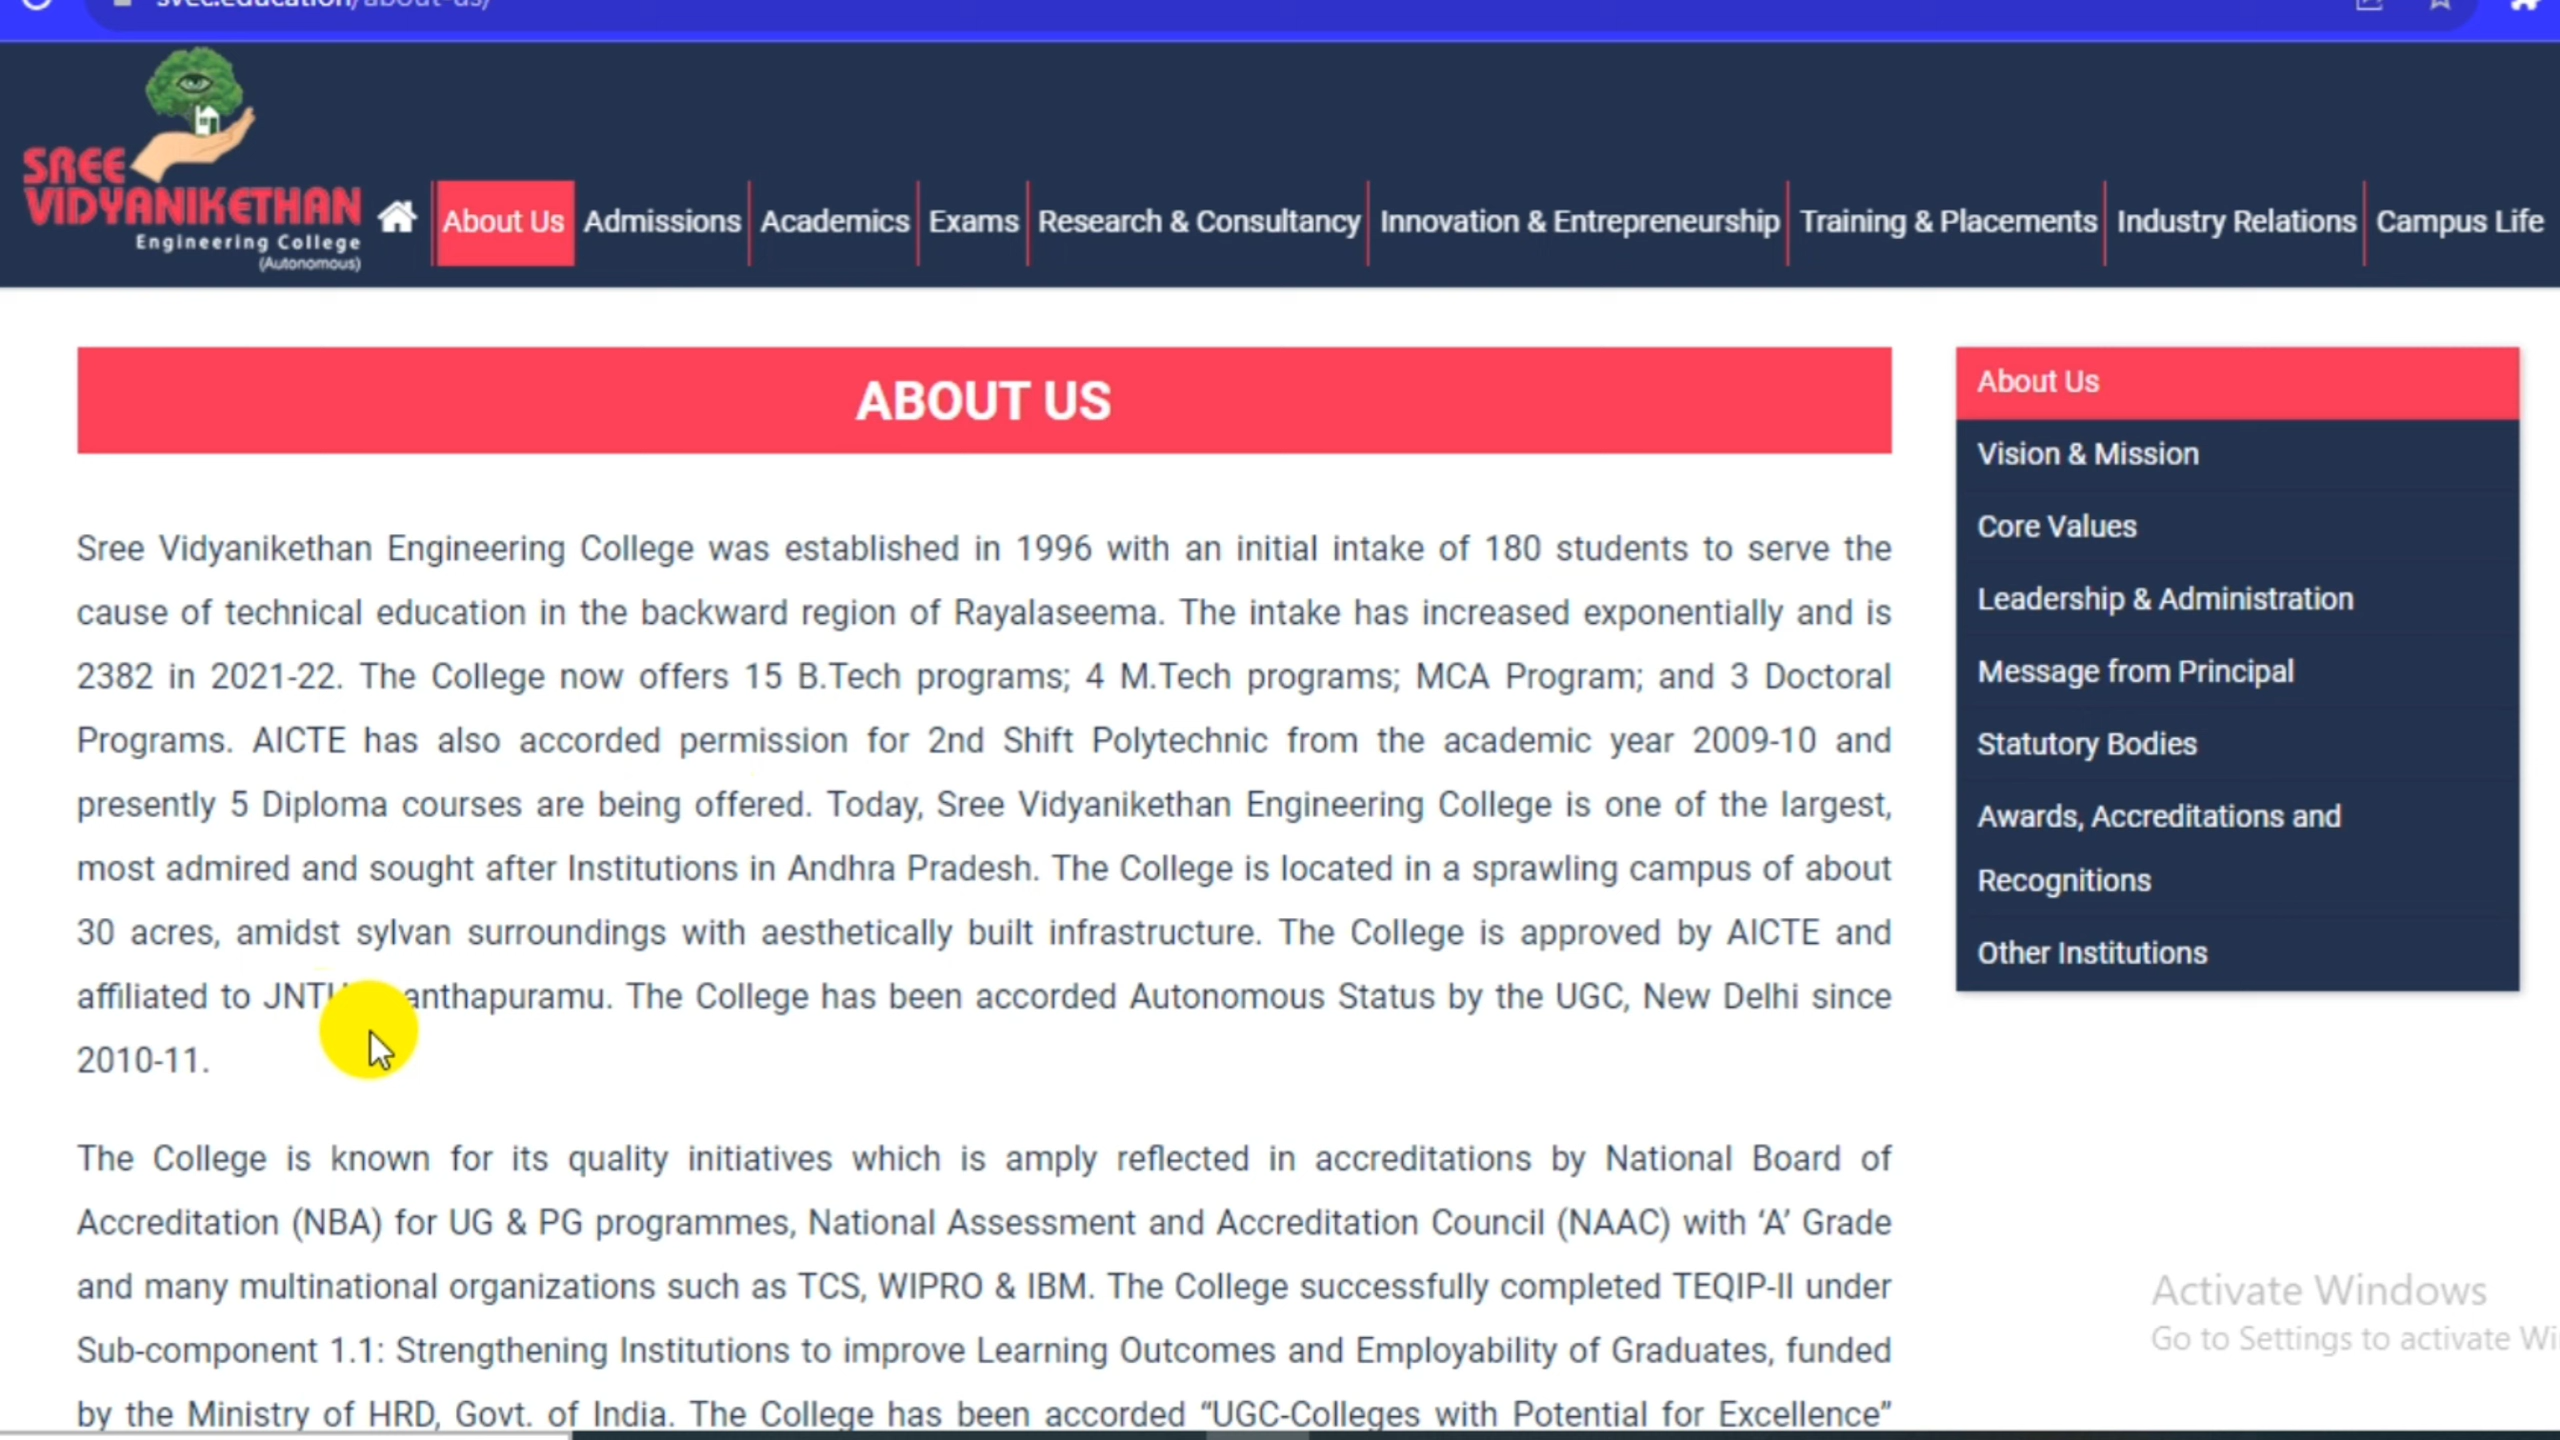 svec.education/about-us/
SREE
VIDYANIKETHAN
Engineering College
(Autonomous)
About Us Admissions Academics Exams Research & Consultancy Innovation & Entrepreneurship Training & Placements Industry Relations Campus Life
ABOUT US
Sree Vidyanikethan Engineering College was established in 1996 with an initial intake of 180 students to serve the
cause of technical education in the backward region of Rayalaseema. The intake has increased exponentially and is
2382 in 2021-22. The College now offers 15 B.Tech programs; 4 M.Tech programs; MCA Program; and 3 Doctoral
Programs. AICTE has also accorded permission for 2nd Shift Polytechnic from the academic year 2009-10 and
presently 5 Diploma courses are being offered. Today, Sree Vidyanikethan Engineering College is one of the largest,
most admired and sought after Institutions in Andhra Pradesh. The College is located in a sprawling campus of about
30 acres, amidst sylvan surroundings with aesthetically built infrastructure. The College is approved by AICTE and
affiliated to anthapuramu. The College has been accorded Autonomous Status by the UGC, New Delhi since
2010-11.
The College is known for its quality initiatives which is amply reflected in accreditations by National Board of
Accreditation (NBA) for UG & PG programmes, National Assessment and Accreditation Council (NAAC) with ‘A’ Grade
and many multinational organizations such as TCS, WIPRO & IBM. The College successfully completed TEQIP-II under
Sub-component 1.1: Strengthening Institutions to improve Learning Outcomes and Employability of Graduates, funded
by the Ministry of HRD, Govt. of India. The College has been accorded “UGC-Colleges with Potential for Excellence”
About Us
Vision & Mission
Core Values
Leadership & Administration
Message from Principal
Statutory Bodies
Awards, Accreditations and
Recognitions
Other Institutions
Activate Windows
Go to Settings to activate Wi